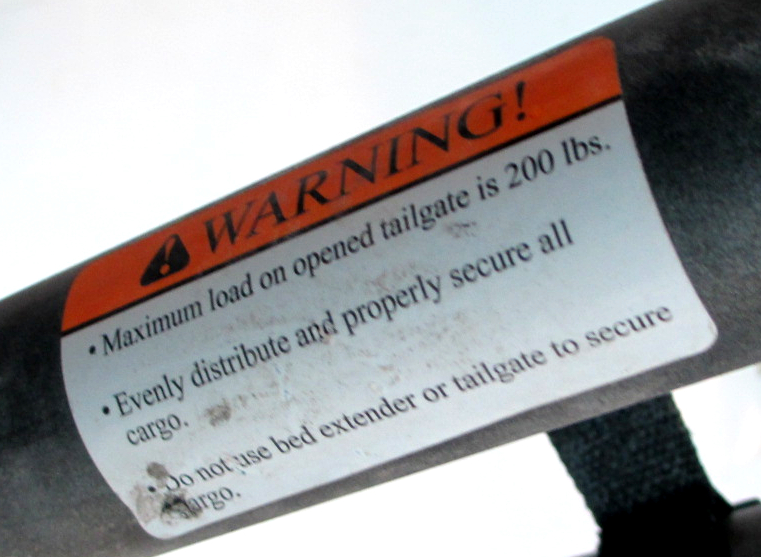 WARNING!
• Maximum load on opened tailgate is 200 lbs.
• Evenly distribute and properly secure all
cargo.
• Do not use bed extender or tailgate to secure
cargo.